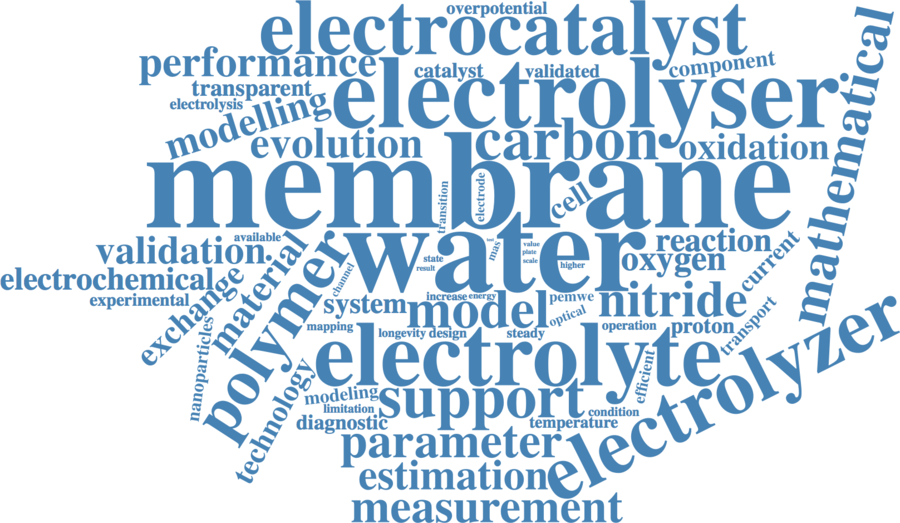 overpotential
electrocatalyst
performance
catalyst
validated
component
transparent
electrolysis
electrolyser
modelling
mathematical
evolution
carbon
oxidation
membrane
transition
electrode
cell
available
validation
material
polymer
water
state
result
mas
value
plate
scale
higher
reaction
oxygen
current
electrochemical
experimental
exchange
channel
system
increase
energy
model
pemwe
optical
nitride
mapping
longevity
design
steady
operation
proton
transport
nanoparticles
electrolyte
efficient
electrolyzer
technology
modeling
limitation
diagnostic
support
condition
temperature
parameter
estimation
measurement